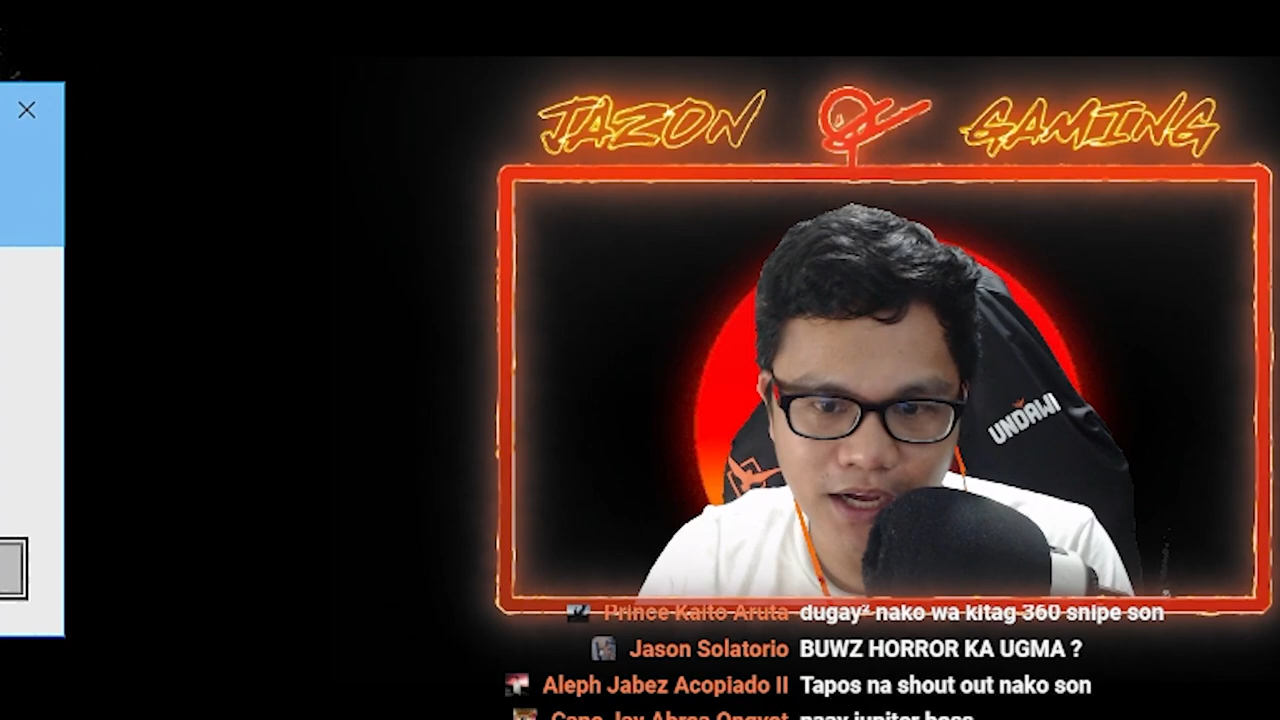 JAZON GAMING
UNDAWI
Prince Kaito Aruta dugay² nako wa kitag 360 snipe son
Jason Solatorio BUWZ HORROR KA UGMA ?
Aleph Jabez Acopiado II Tapos na shout out nako son